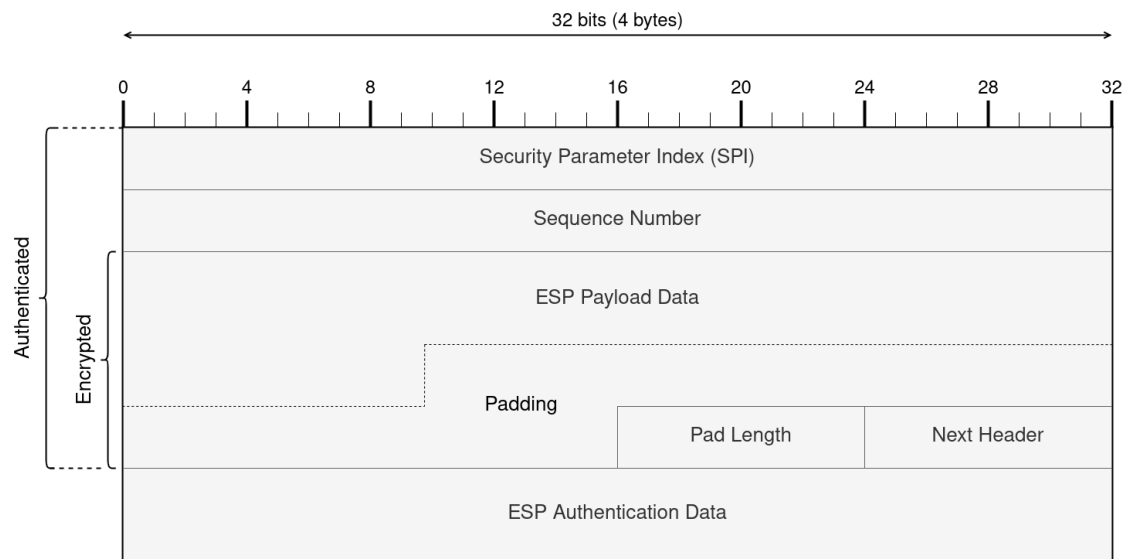 32 bits (4 bytes)
0 4 8 12 16 20 24 28 32
Security Parameter Index (SPI)
Sequence Number
Authenticated
Encrypted
ESP Payload Data
Padding
Pad Length Next Header
ESP Authentication Data